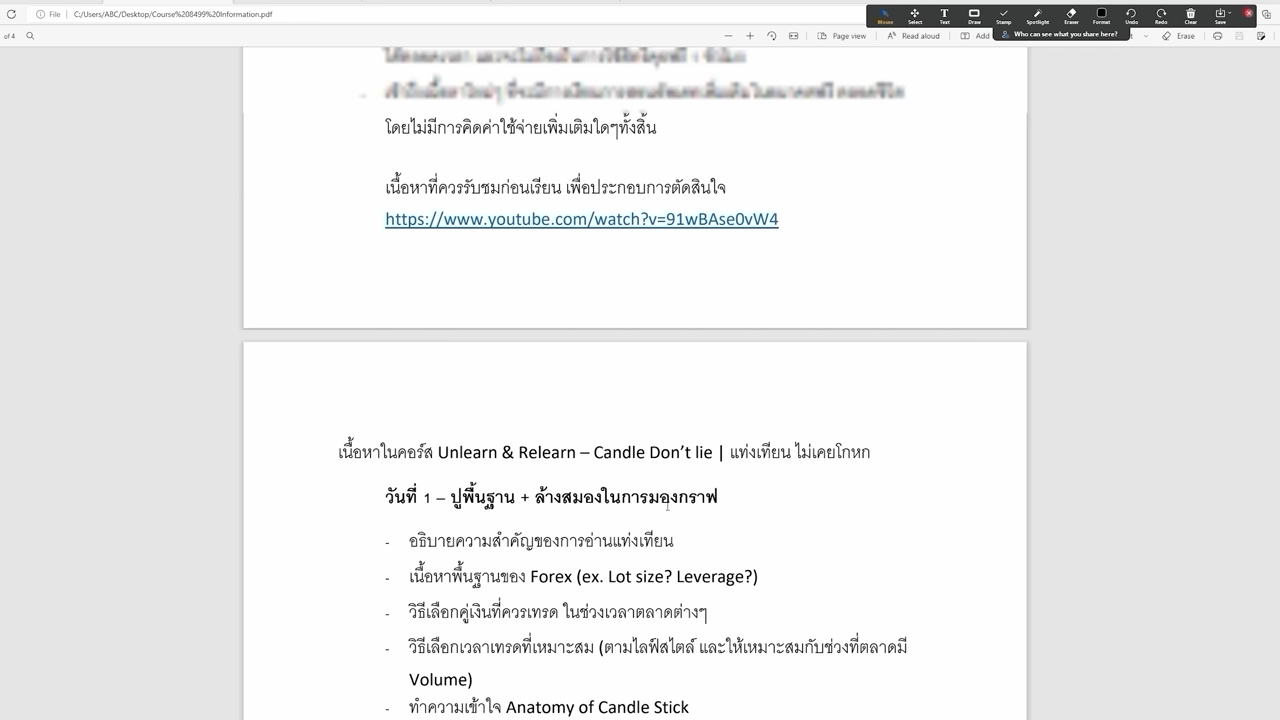 File
C:/Users/ABC/Desktop/Course%208499%20Information.pdf
Mouse
Select
Text
Draw
Stamp
Spotlight
Eraser
Format
Undo
Redo
Clear
Save
Who can see what you share here?
of 4
Page view
Read aloud
Add
Erase
โดยไม่มีการคิดค่าใช้จ่ายเพิ่มเติมใดๆทั้งสิ้น
เนื้อหาที่ควรรับชมก่อนเรียน เพื่อประกอบการตัดสินใจ
https://www.youtube.com/watch?v=91wBAse0vW4
เนื้อหาในคอร์ส Unlearn & Relearn – Candle Don’t lie | แท่งเทียน ไม่เคยโกหก
วันที่ 1 – ปูพื้นฐาน + ล้างสมองในการมองกราฟ
- อธิบายความสำคัญของการอ่านแท่งเทียน
- เนื้อหาพื้นฐานของ Forex (ex. Lot size? Leverage?)
- วิธีเลือกคู่เงินที่ควรเทรด ในช่วงเวลาตลาดต่างๆ
- วิธีเลือกเวลาเทรดที่เหมาะสม (ตามไลฟ์สไตล์ และให้เหมาะสมกับช่วงที่ตลาดมี
Volume)
- ทำความเข้าใจ Anatomy of Candle Stick